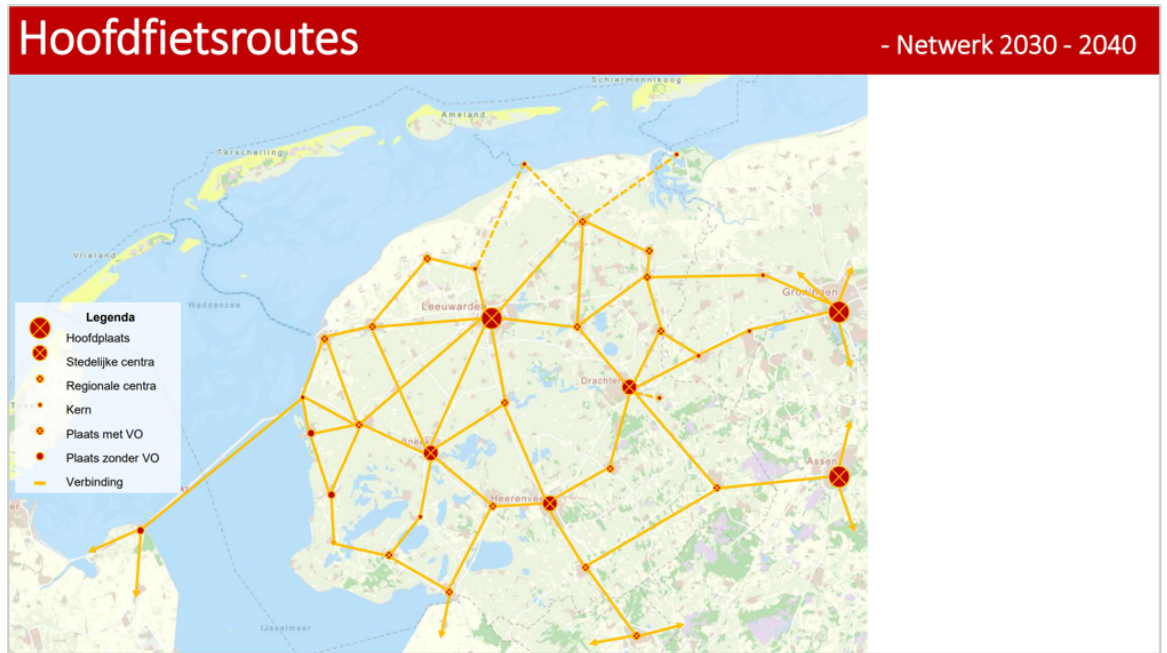 Hoofdfietsroutes
- Netwerk 2030 - 2040
Schiermonnikoog
Ameland
Terschelling
Vlieland
Waddenzee
Leeuwarden
Groningen
Legenda
Hoofdplaats
Stedelijke centra
Regionale centra
Kern
Plaats met VO
Plaats zonder VO
Verbinding
Drachten
Sneek
Assen
Heerenveen
IJsselmeer